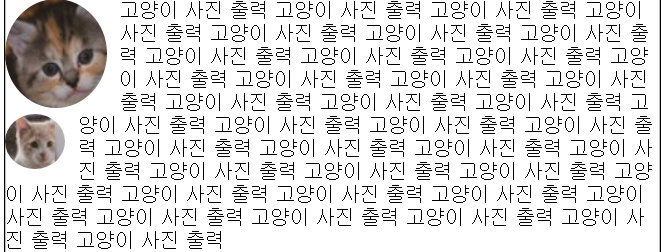 고양이 사진 출력 고양이 사진 출력 고양이 사진 출력 고양이
사진 출력 고양이 사진 출력 고양이 사진 출력 고양이 사진 출
력 고양이 사진 출력 고양이 사진 출력 고양이 사진 출력 고양
이 사진 출력 고양이 사진 출력 고양이 사진 출력 고양이 사진
출력 고양이 사진 출력 고양이 사진 출력 고양이 사진 출력 고
양이 사진 출력 고양이 사진 출력 고양이 사진 출력 고양이 사진 출
력 고양이 사진 출력 고양이 사진 출력 고양이 사진 출력 고양이 사
진 출력 고양이 사진 출력 고양이 사진 출력 고양이 사진 출력 고양
이 사진 출력 고양이 사진 출력 고양이 사진 출력 고양이 사진 출력 고양이
사진 출력 고양이 사진 출력 고양이 사진 출력 고양이 사진 출력 고양이 사
진 출력 고양이 사진 출력